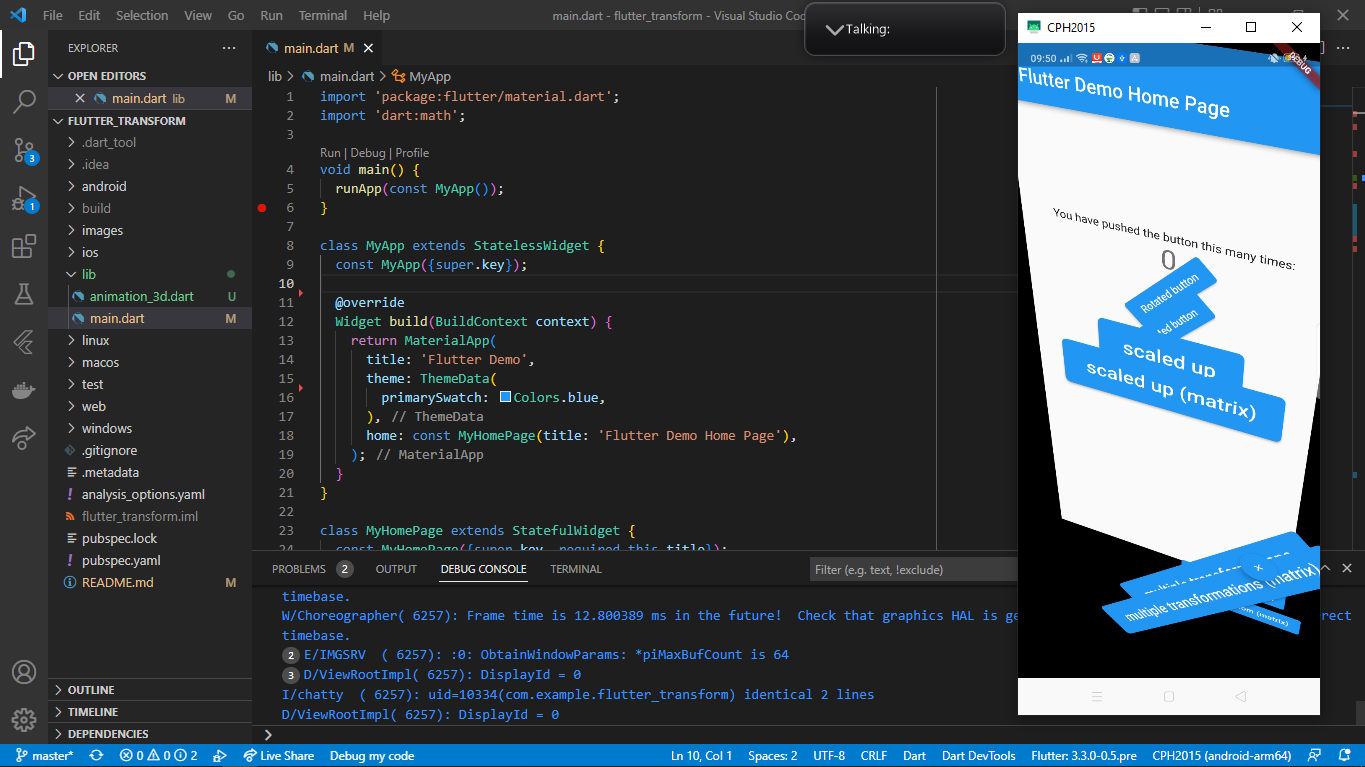 File Edit Selection View Go Run Terminal Help
main.dart - flutter_transform - Visual Studio
Talking:
CPH2015
EXPLORER
OPEN EDITORS
main.dart lib M
FLUTTER_TRANSFORM
.dart_tool
.idea
android
build
images
ios
lib
animation_3d.dart U
main.dart M
linux
macos
test
web
windows
.gitignore
.metadata
analysis_options.yaml
flutter_transform.iml
pubspec.lock
pubspec.yaml
README.md M
OUTLINE
TIMELINE
DEPENDENCIES
3
1
main.dart M
lib > main.dart > MyApp
1 import 'package:flutter/material.dart';
2 import 'dart:math';
3
Run | Debug | Profile
4 void main() {
5 runApp(const MyApp());
6 }
7
8 class MyApp extends StatelessWidget {
9 const MyApp({super.key});
10
11 @override
12 Widget build(BuildContext context) {
13 return MaterialApp(
14 title: 'Flutter Demo',
15 theme: ThemeData(
16 primarySwatch: Colors.blue,
17 ), // ThemeData
18 home: const MyHomePage(title: 'Flutter Demo Home Page'),
19 ); // MaterialApp
20 }
21 }
22
23 class MyHomePage extends StatefulWidget {
24 const MyHomePage({super.key, required this.title});
PROBLEMS 2 OUTPUT DEBUG CONSOLE TERMINAL
Filter (e.g. text, !exclude)
timebase.
W/Choreographer( 6257): Frame time is 12.800389 ms in the future! Check that graphics HAL is ge
rect
timebase.
2 E/IMGSRV ( 6257): :0: ObtainWindowParams: *piMaxBufCount is 64
3 D/ViewRootImpl( 6257): DisplayId = 0
I/chatty ( 6257): uid=10334(com.example.flutter_transform) identical 2 lines
D/ViewRootImpl( 6257): DisplayId = 0
09:50
DEBUG
Flutter Demo Home Page
You have pushed the button this many times:
0
Rotated button
ted button
scaled up
scaled up (matrix)
multiple transformations (matrix)
(matrix)
master* 0 0 2 Live Share Debug my code
Ln 10, Col 1 Spaces: 2 UTF-8 CRLF Dart Dart DevTools Flutter: 3.3.0-0.5.pre CPH2015 (android-arm64)